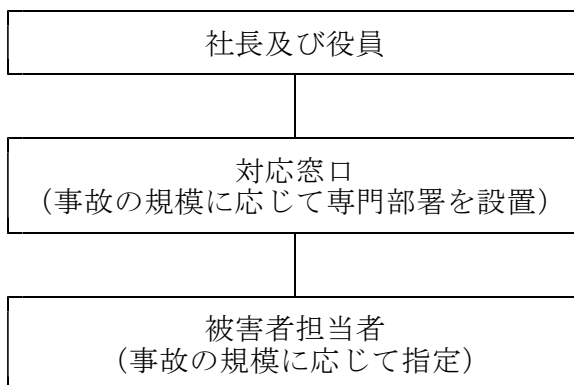 社長及び役員
対応窓口
（事故の規模に応じて専門部署を設置）
被害者担当者
（事故の規模に応じて指定）